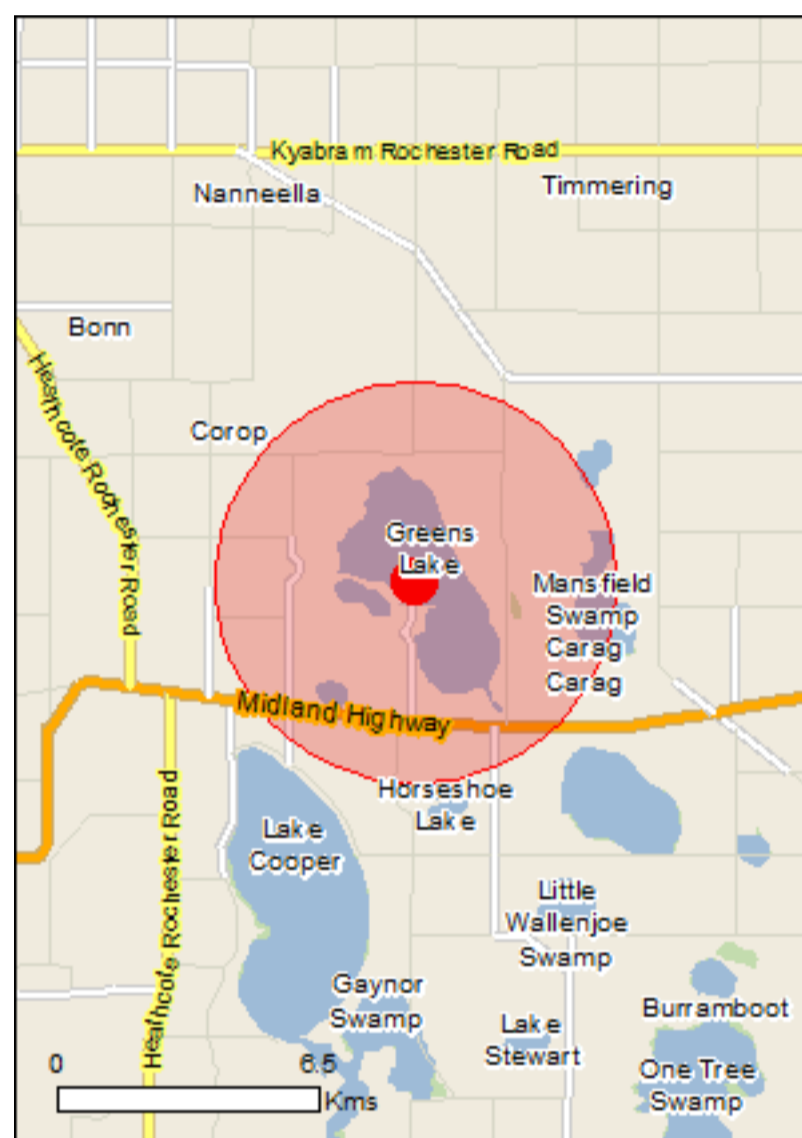 Kyabram Rochester Road
Nanneella
Timmering
Bonn
Heathcote Rochester Road
Corop
Greens
Lake
Mansfield
Swamp
Carag
Carag
Midland Highway
Horseshoe
Lake
Lake
Cooper
Heathcote Rochester Road
Little
Wallenjoe
Swamp
Gaynor
Swamp
Lake
Stewart
Burramboot
One Tree
Swamp
0 6.5
Kms